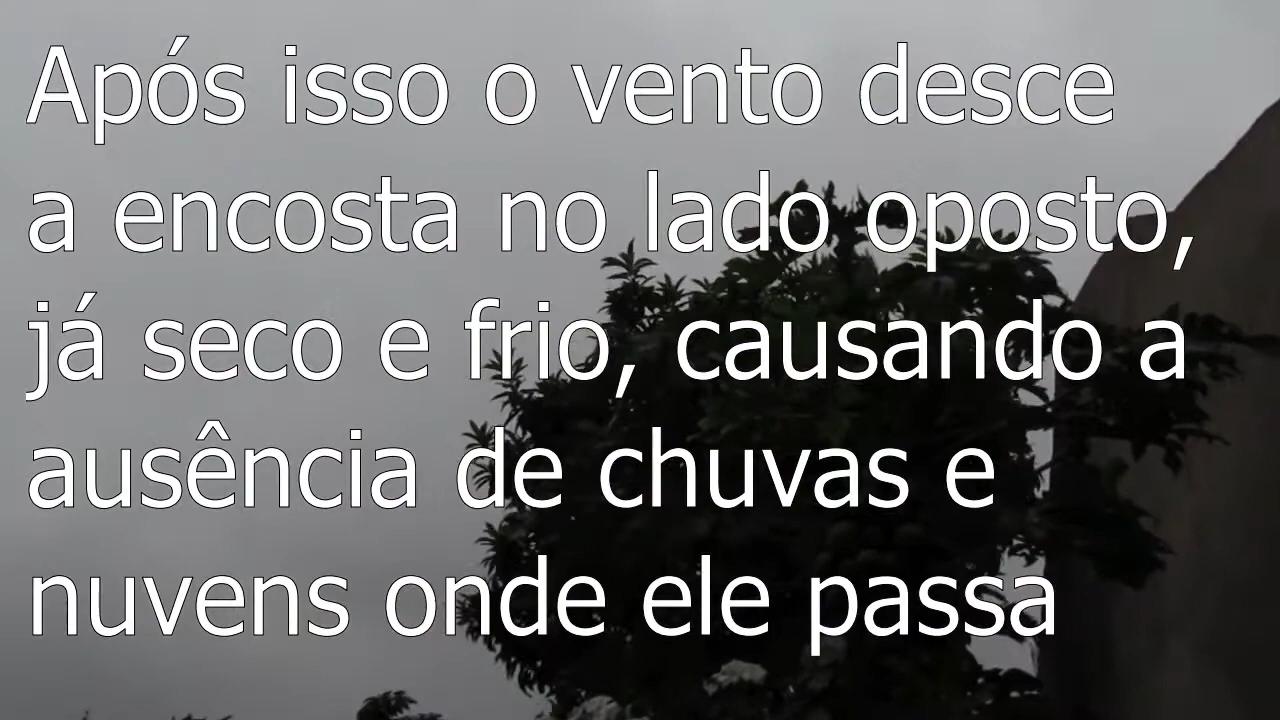 Após isso o vento desce
a encosta no lado oposto,
já seco e frio, causando a
ausência de chuvas e
nuvens onde ele passa